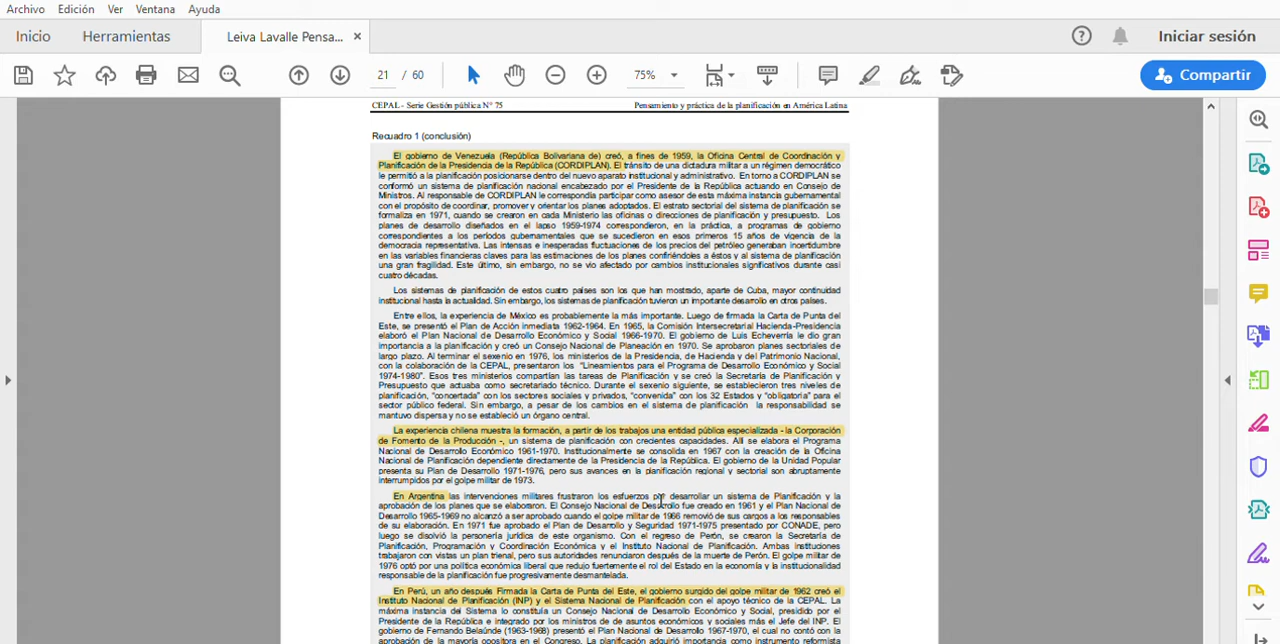 Archivo Edición Ver Ventana Ayuda
Inicio Herramientas Leiva Lavalle Pensa... × Iniciar sesión
21 / 60 75% Compartir
CEPAL - Serie Gestión pública N° 75 Pensamiento y práctica de la planificación en América Latina
Recuadro 1 (conclusión)
El gobierno de Venezuela (República Bolivariana de) creó, a fines de 1959, la Oficina Central de Coordinación y
Planificación de la Presidencia de la República (CORDIPLAN). El tránsito de una dictadura militar a un régimen democrático
le permitió a la planificación posicionarse dentro del nuevo aparato institucional y administrativo. En torno a CORDIPLAN se
conformó un sistema de planificación nacional encabezado por el Presidente de la República actuando en Consejo de
Ministros. Al responsable de CORDIPLAN le correspondía participar como asesor de esta máxima instancia gubernamental
con el propósito de coordinar, promover y orientar los planes adoptados. El estrato sectorial del sistema de planificación se
formaliza en 1971, cuando se crearon en cada Ministerio las oficinas o direcciones de planificación y presupuesto. Los
planes de desarrollo diseñados en el lapso 1959-1974 correspondieron, en la práctica, a programas de gobierno
correspondientes a los períodos gubernamentales que se sucedieron en esos primeros 15 años de vigencia de la
democracia representativa. Las intensas e inesperadas fluctuaciones de los precios del petróleo generaban incertidumbre
en las variables financieras claves para las estimaciones de los planes confiriéndoles a éstos y al sistema de planificación
una gran fragilidad. Este último, sin embargo, no se vio afectado por cambios institucionales significativos durante casi
cuatro décadas.
Los sistemas de planificación de estos cuatro países son los que han mostrado, aparte de Cuba, mayor continuidad
institucional hasta la actualidad. Sin embargo, los sistemas de planificación tuvieron un importante desarrollo en otros países.
Entre ellos, la experiencia de México es probablemente la más importante. Luego de firmada la Carta de Punta del
Este, se presentó el Plan de Acción inmediata 1962-1964. En 1965, la Comisión Intersecretarial Hacienda-Presidencia
elaboró el Plan Nacional de Desarrollo Económico y Social 1966-1970. El gobierno de Luis Echeverría le dio gran
importancia a la planificación y creó un Consejo Nacional de Planeación en 1970. Se aprobaron planes sectoriales de
largo plazo. Al terminar el sexenio en 1976, los ministerios de la Presidencia, de Hacienda y del Patrimonio Nacional,
con la colaboración de la CEPAL, presentaron los "Lineamientos para el Programa de Desarrollo Económico y Social
1974-1980". Esos tres ministerios compartían las tareas de Planificación y se creó la Secretaría de Planificación y
Presupuesto que actuaba como secretariado técnico. Durante el sexenio siguiente, se establecieron tres niveles de
planificación, "concertada" con los sectores sociales y privados, "convenida" con los 32 Estados y "obligatoria" para el
sector público federal. Sin embargo, a pesar de los cambios en el sistema de planificación la responsabilidad se
mantuvo dispersa y no se estableció un órgano central.
La experiencia chilena muestra la formación, a partir de los trabajos una entidad pública especializada - la Corporación
de Fomento de la Producción -, un sistema de planificación con crecientes capacidades. Allí se elabora el Programa
Nacional de Desarrollo Económico 1961-1970. Institucionalmente se consolida en 1967 con la creación de la Oficina
Nacional de Planificación dependiente directamente de la Presidencia de la República. El gobierno de la Unidad Popular
presenta su Plan de Desarrollo 1971-1976, pero sus avances en la planificación regional y sectorial son abruptamente
interrumpidos por el golpe militar de 1973.
En Argentina las intervenciones militares frustraron los esfuerzos por desarrollar un sistema de Planificación y la
aprobación de los planes que se elaboraron. El Consejo Nacional de Desarrollo fue creado en 1961 y el Plan Nacional de
Desarrollo 1965-1969 no alcanzó a ser aprobado cuando el golpe militar de 1966 removió de sus cargos a los responsables
de su elaboración. En 1971 fue aprobado el Plan de Desarrollo y Seguridad 1971-1975 presentado por CONADE, pero
luego se disolvió la personería jurídica de este organismo. Con el regreso de Perón, se crearon la Secretaría de
Planificación, Programación y Coordinación Económica y el Instituto Nacional de Planificación. Ambas instituciones
trabajaron con vistas un plan trienal, pero sus autoridades renunciaron después de la muerte de Perón. El golpe militar de
1976 optó por una política económica liberal que redujo fuertemente el rol del Estado en la economía y la institucionalidad
responsable de la planificación fue progresivamente desmantelada.
En Perú, un año después Firmada la Carta de Punta del Este, el gobierno surgido del golpe militar de 1962 creó el
Instituto Nacional de Planificación (INP) y el Sistema Nacional de Planificación con el apoyo técnico de la CEPAL. La
máxima instancia del Sistema lo constituía un Consejo Nacional de Desarrollo Económico y Social, presidido por el
Presidente de la República e integrado por los ministros de de asuntos económicos y sociales más el Jefe del INP. El
gobierno de Fernando Belaúnde (1963-1968) presentó el Plan Nacional de Desarrollo 1967-1970, el cual no contó con la
aprobación de la mayoría opositora en el Congreso. La planificación adquirió importancia como instrumento reformista